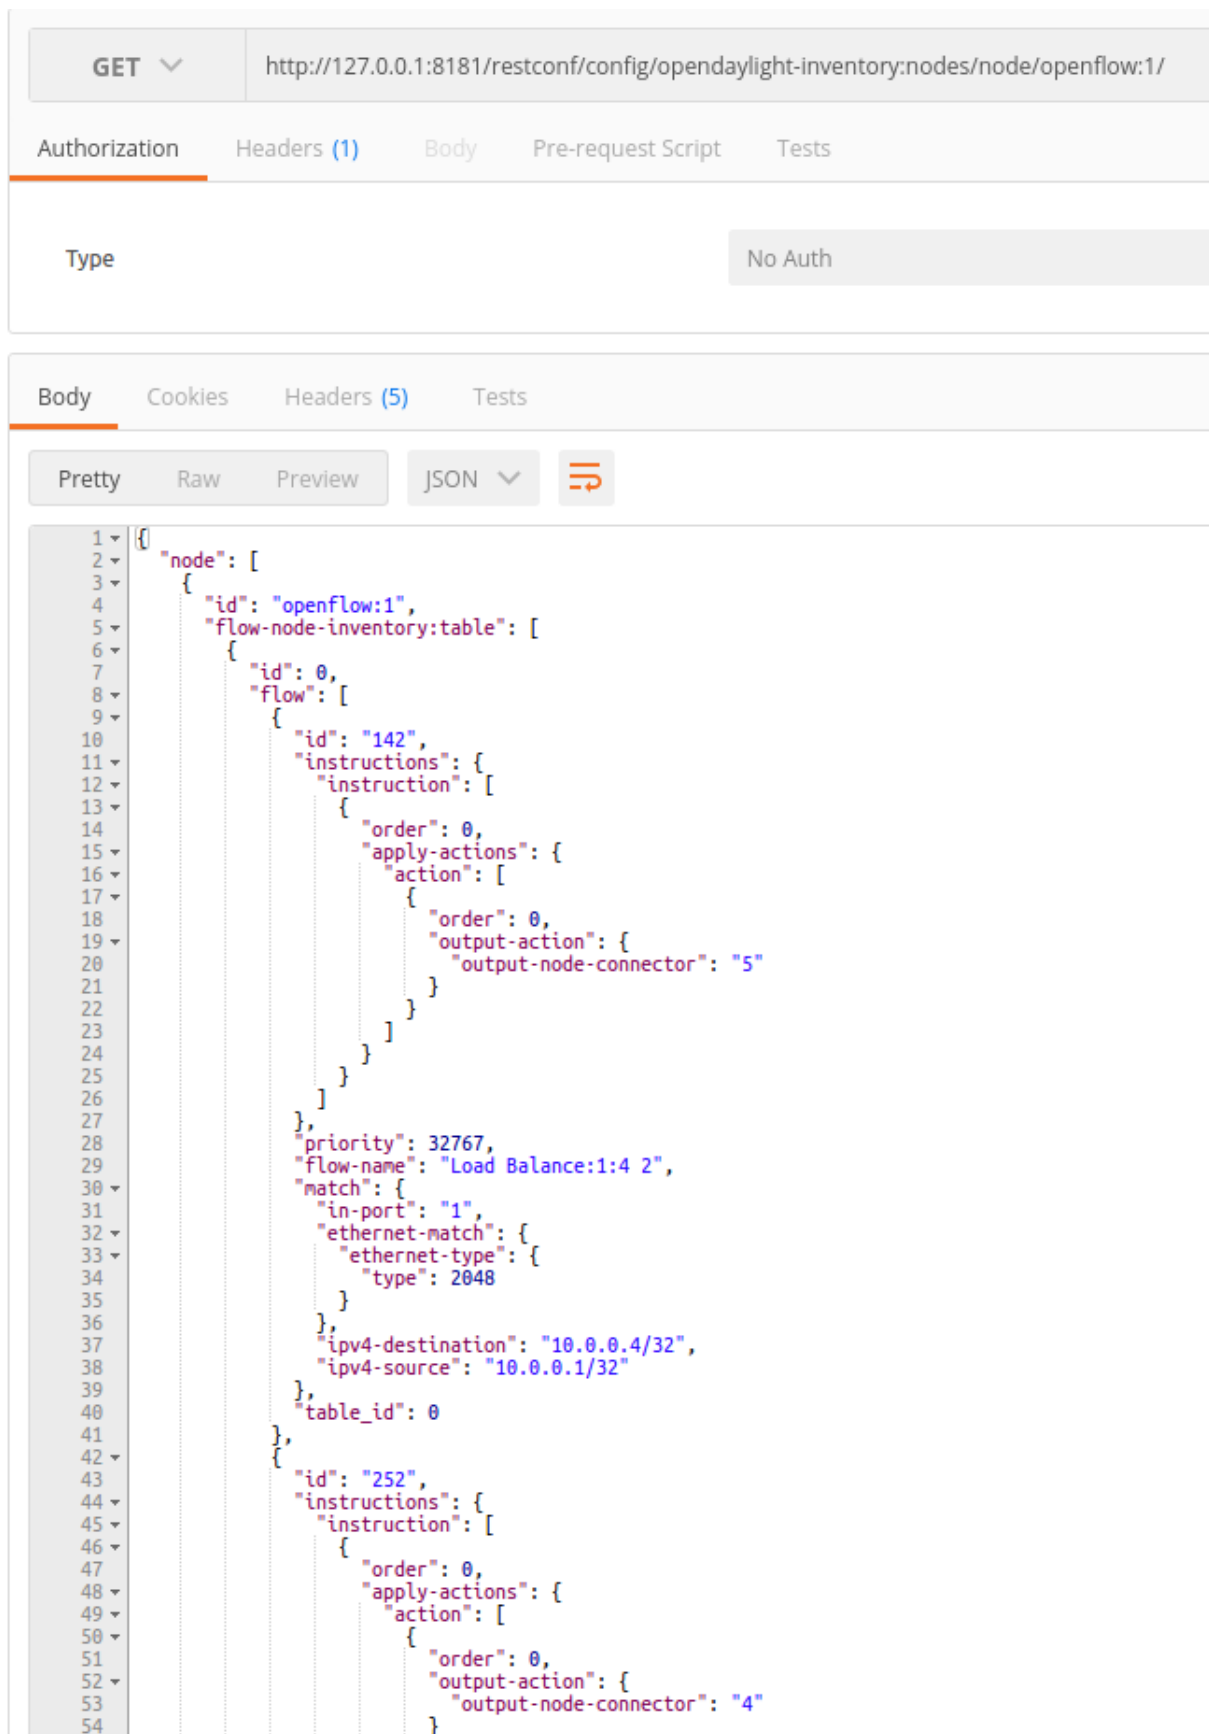 GET http://127.0.0.1:8181/restconf/config/opendaylight-inventory:nodes/node/openflow:1/
Authorization Headers (1) Body Pre-request Script Tests
Type No Auth
Body Cookies Headers (5) Tests
Pretty Raw Preview JSON
1 {
2 "node": [
3 {
4 "id": "openflow:1",
5 "flow-node-inventory:table": [
6 {
7 "id": 0,
8 "flow": [
9 {
10 "id": "142",
11 "instructions": {
12 "instruction": [
13 {
14 "order": 0,
15 "apply-actions": {
16 "action": [
17 {
18 "order": 0,
19 "output-action": {
20 "output-node-connector": "5"
21 }
22 }
23 ]
24 }
25 }
26 ]
27 },
28 "priority": 32767,
29 "flow-name": "Load Balance:1:4 2",
30 "match": {
31 "in-port": "1",
32 "ethernet-match": {
33 "ethernet-type": {
34 "type": 2048
35 }
36 },
37 "ipv4-destination": "10.0.0.4/32",
38 "ipv4-source": "10.0.0.1/32"
39 },
40 "table_id": 0
41 },
42 {
43 "id": "252",
44 "instructions": {
45 "instruction": [
46 {
47 "order": 0,
48 "apply-actions": {
49 "action": [
50 {
51 "order": 0,
52 "output-action": {
53 "output-node-connector": "4"
54 }